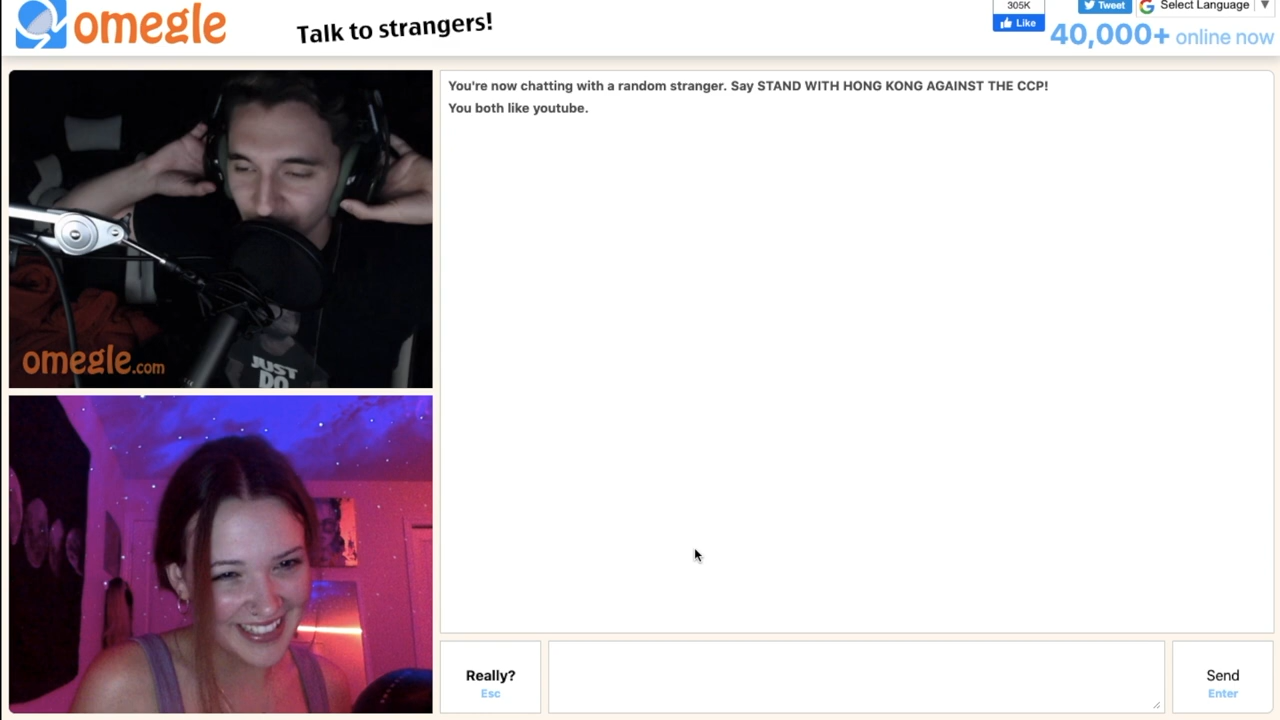 omegle
Talk to strangers!
305K
Like
Tweet
Select Language
40,000+ online now
You're now chatting with a random stranger. Say STAND WITH HONG KONG AGAINST THE CCP!
You both like youtube.
omegle.com
JUST
DO
Really?
Esc
Send
Enter